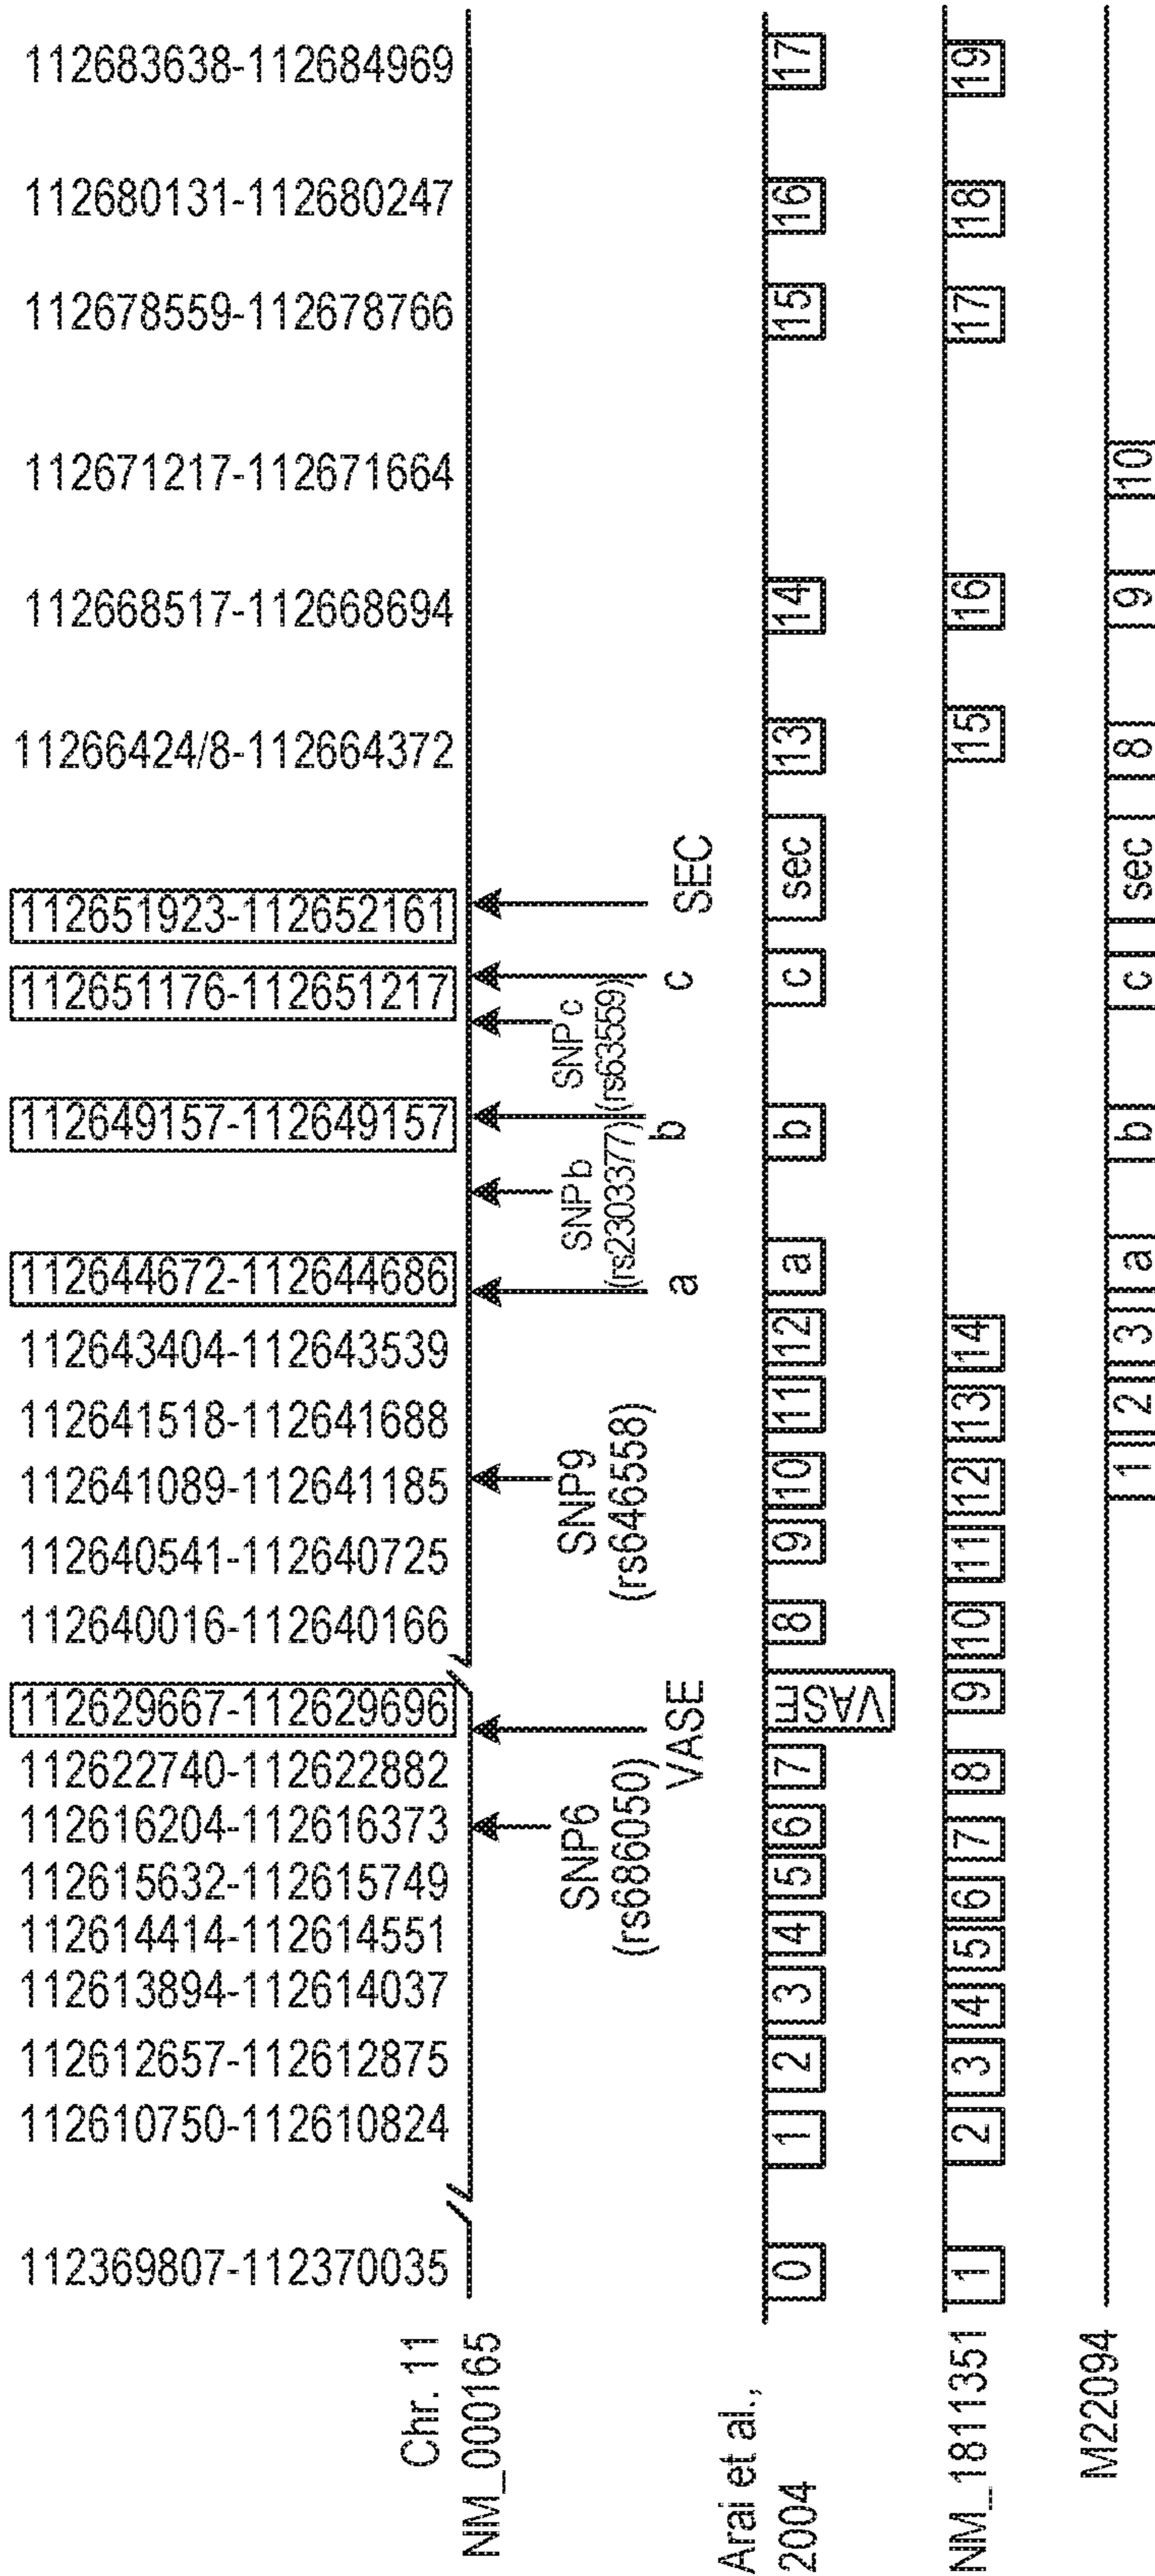 112369807-112370035
112610750-112610824
112612657-112612875
112613894-112614037
112614414-112614551
112615632-112615749
112616204-112616373
112622740-112622882
112629667-112629696
112640016-112640166
112640541-112640725
112641089-112641185
112641518-112641688
112643404-112643539
112644672-112644686
112649157-112649157
112651176-112651217
112651923-112652161
11266424/8-112664372
112668517-112668694
112671217-112671664
112678559-112678766
112680131-112680247
112683638-112684969
Chr. 11
NM_000165
SNP6
(rs686050)
VASE
SNP9
(rs646558)
a
SNP b
(rs2303377)
b
SNP c
(rs63559)
c
SEC
Arai et al.,
2004
0 1 2 3 4 5 6 7 VASE 8 9 10 11 12 a b c sec 13 14 15 16 17
NM_1811351 1 2 3 4 5 6 7 8 9 10 11 12 13 14 15 16 17 18 19
M22094 1 2 3 a b c sec 8 9 10